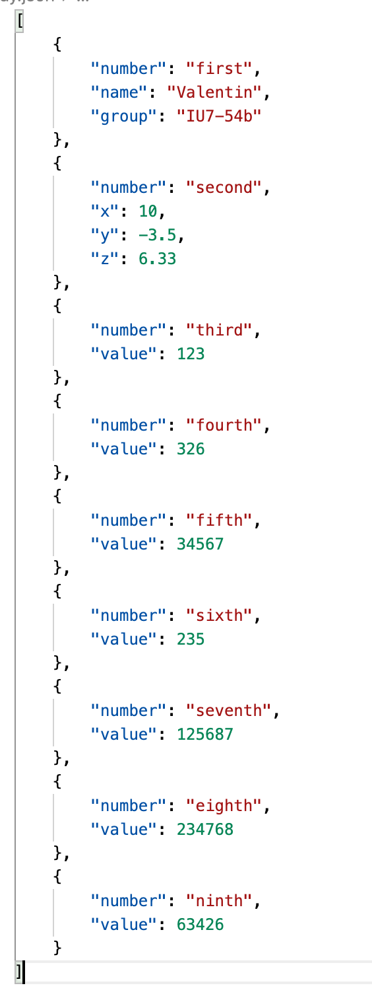 [
    {
        "number": "first",
        "name": "Valentin",
        "group": "IU7-54b"
    },
    {
        "number": "second",
        "x": 10,
        "y": -3.5,
        "z": 6.33
    },
    {
        "number": "third",
        "value": 123
    },
    {
        "number": "fourth",
        "value": 326
    },
    {
        "number": "fifth",
        "value": 34567
    },
    {
        "number": "sixth",
        "value": 235
    },
    {
        "number": "seventh",
        "value": 125687
    },
    {
        "number": "eighth",
        "value": 234768
    },
    {
        "number": "ninth",
        "value": 63426
    }
]